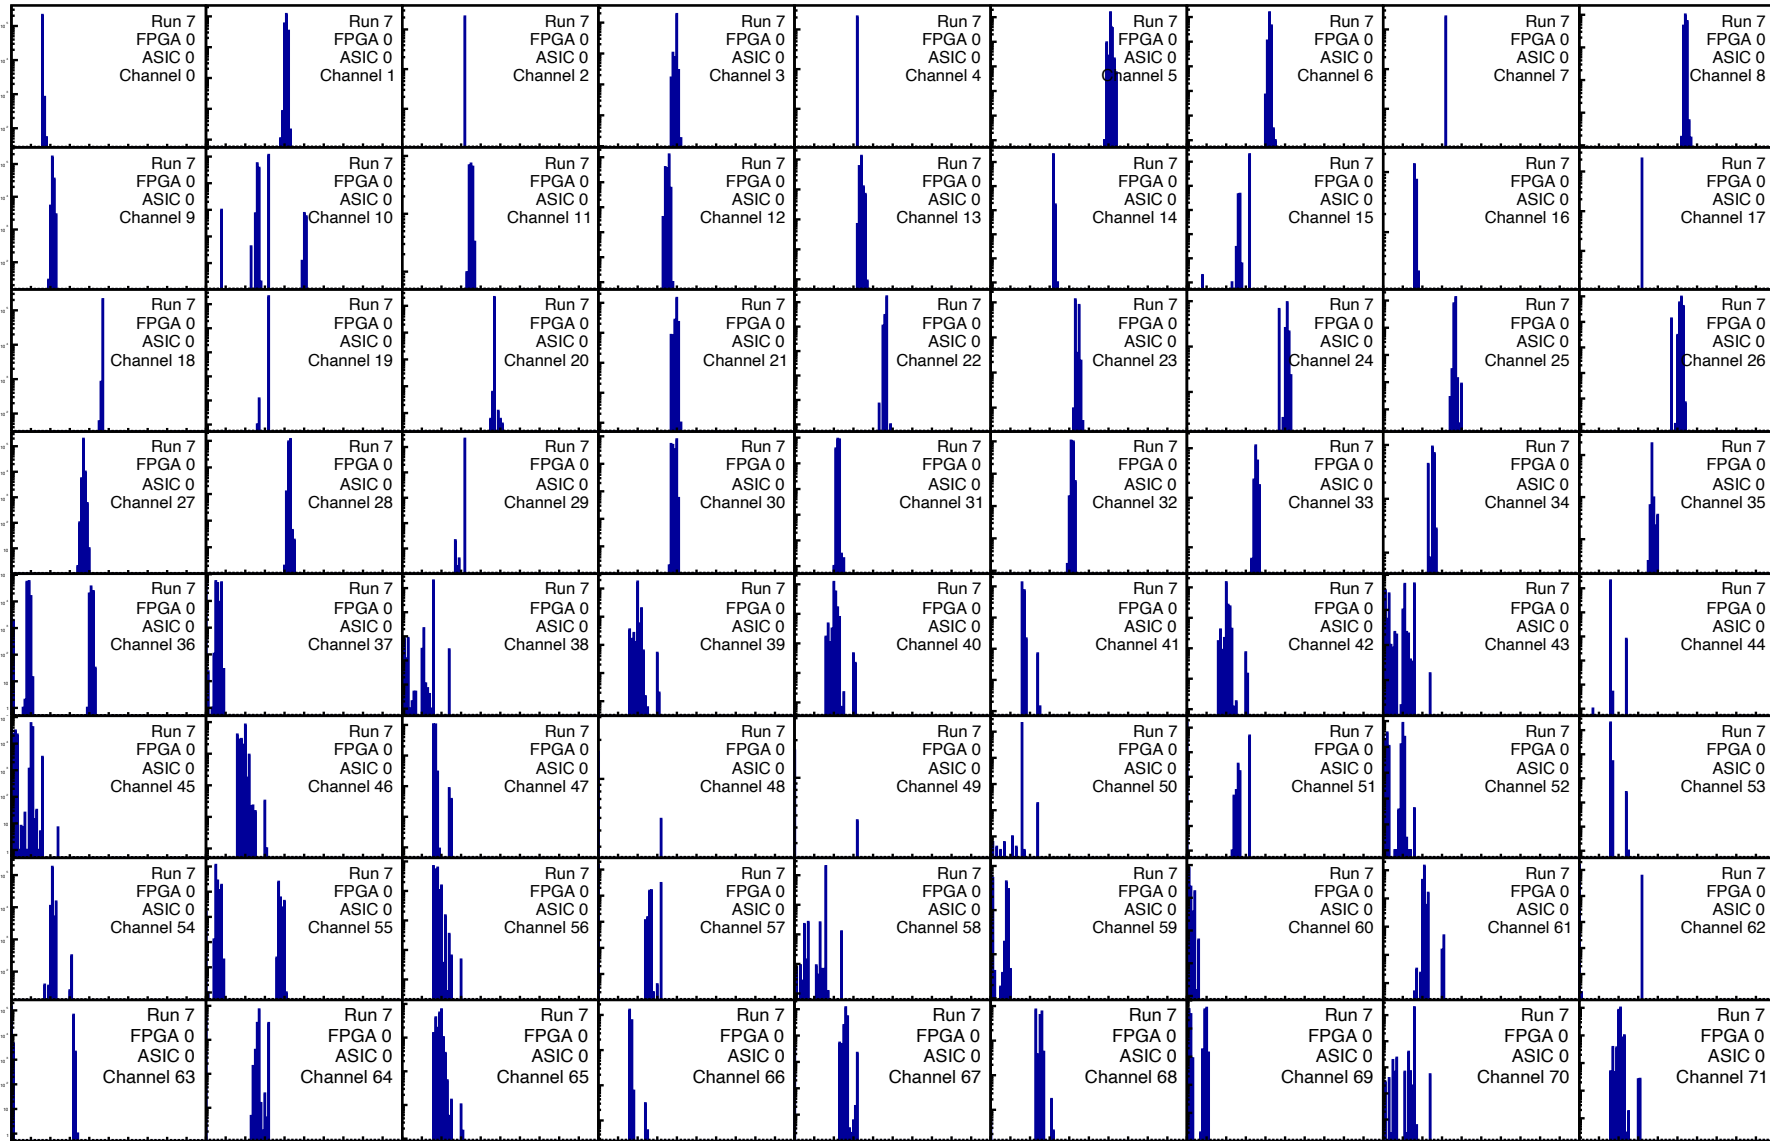 Run 7
FPGA 0
ASIC 0
Channel 0
Run 7
FPGA 0
ASIC 0
Channel 1
Run 7
FPGA 0
ASIC 0
Channel 2
Run 7
FPGA 0
ASIC 0
Channel 3
Run 7
FPGA 0
ASIC 0
Channel 4
Run 7
FPGA 0
ASIC 0
Channel 5
Run 7
FPGA 0
ASIC 0
Channel 6
Run 7
FPGA 0
ASIC 0
Channel 7
Run 7
FPGA 0
ASIC 0
Channel 8
Run 7
FPGA 0
ASIC 0
Channel 9
Run 7
FPGA 0
ASIC 0
Channel 10
Run 7
FPGA 0
ASIC 0
Channel 11
Run 7
FPGA 0
ASIC 0
Channel 12
Run 7
FPGA 0
ASIC 0
Channel 13
Run 7
FPGA 0
ASIC 0
Channel 14
Run 7
FPGA 0
ASIC 0
Channel 15
Run 7
FPGA 0
ASIC 0
Channel 16
Run 7
FPGA 0
ASIC 0
Channel 17
Run 7
FPGA 0
ASIC 0
Channel 18
Run 7
FPGA 0
ASIC 0
Channel 19
Run 7
FPGA 0
ASIC 0
Channel 20
Run 7
FPGA 0
ASIC 0
Channel 21
Run 7
FPGA 0
ASIC 0
Channel 22
Run 7
FPGA 0
ASIC 0
Channel 23
Run 7
FPGA 0
ASIC 0
Channel 24
Run 7
FPGA 0
ASIC 0
Channel 25
Run 7
FPGA 0
ASIC 0
Channel 26
Run 7
FPGA 0
ASIC 0
Channel 27
Run 7
FPGA 0
ASIC 0
Channel 28
Run 7
FPGA 0
ASIC 0
Channel 29
Run 7
FPGA 0
ASIC 0
Channel 30
Run 7
FPGA 0
ASIC 0
Channel 31
Run 7
FPGA 0
ASIC 0
Channel 32
Run 7
FPGA 0
ASIC 0
Channel 33
Run 7
FPGA 0
ASIC 0
Channel 34
Run 7
FPGA 0
ASIC 0
Channel 35
Run 7
FPGA 0
ASIC 0
Channel 36
Run 7
FPGA 0
ASIC 0
Channel 37
Run 7
FPGA 0
ASIC 0
Channel 38
Run 7
FPGA 0
ASIC 0
Channel 39
Run 7
FPGA 0
ASIC 0
Channel 40
Run 7
FPGA 0
ASIC 0
Channel 41
Run 7
FPGA 0
ASIC 0
Channel 42
Run 7
FPGA 0
ASIC 0
Channel 43
Run 7
FPGA 0
ASIC 0
Channel 44
Run 7
FPGA 0
ASIC 0
Channel 45
Run 7
FPGA 0
ASIC 0
Channel 46
Run 7
FPGA 0
ASIC 0
Channel 47
Run 7
FPGA 0
ASIC 0
Channel 48
Run 7
FPGA 0
ASIC 0
Channel 49
Run 7
FPGA 0
ASIC 0
Channel 50
Run 7
FPGA 0
ASIC 0
Channel 51
Run 7
FPGA 0
ASIC 0
Channel 52
Run 7
FPGA 0
ASIC 0
Channel 53
Run 7
FPGA 0
ASIC 0
Channel 54
Run 7
FPGA 0
ASIC 0
Channel 55
Run 7
FPGA 0
ASIC 0
Channel 56
Run 7
FPGA 0
ASIC 0
Channel 57
Run 7
FPGA 0
ASIC 0
Channel 58
Run 7
FPGA 0
ASIC 0
Channel 59
Run 7
FPGA 0
ASIC 0
Channel 60
Run 7
FPGA 0
ASIC 0
Channel 61
Run 7
FPGA 0
ASIC 0
Channel 62
Run 7
FPGA 0
ASIC 0
Channel 63
Run 7
FPGA 0
ASIC 0
Channel 64
Run 7
FPGA 0
ASIC 0
Channel 65
Run 7
FPGA 0
ASIC 0
Channel 66
Run 7
FPGA 0
ASIC 0
Channel 67
Run 7
FPGA 0
ASIC 0
Channel 68
Run 7
FPGA 0
ASIC 0
Channel 69
Run 7
FPGA 0
ASIC 0
Channel 70
Run 7
FPGA 0
ASIC 0
Channel 71